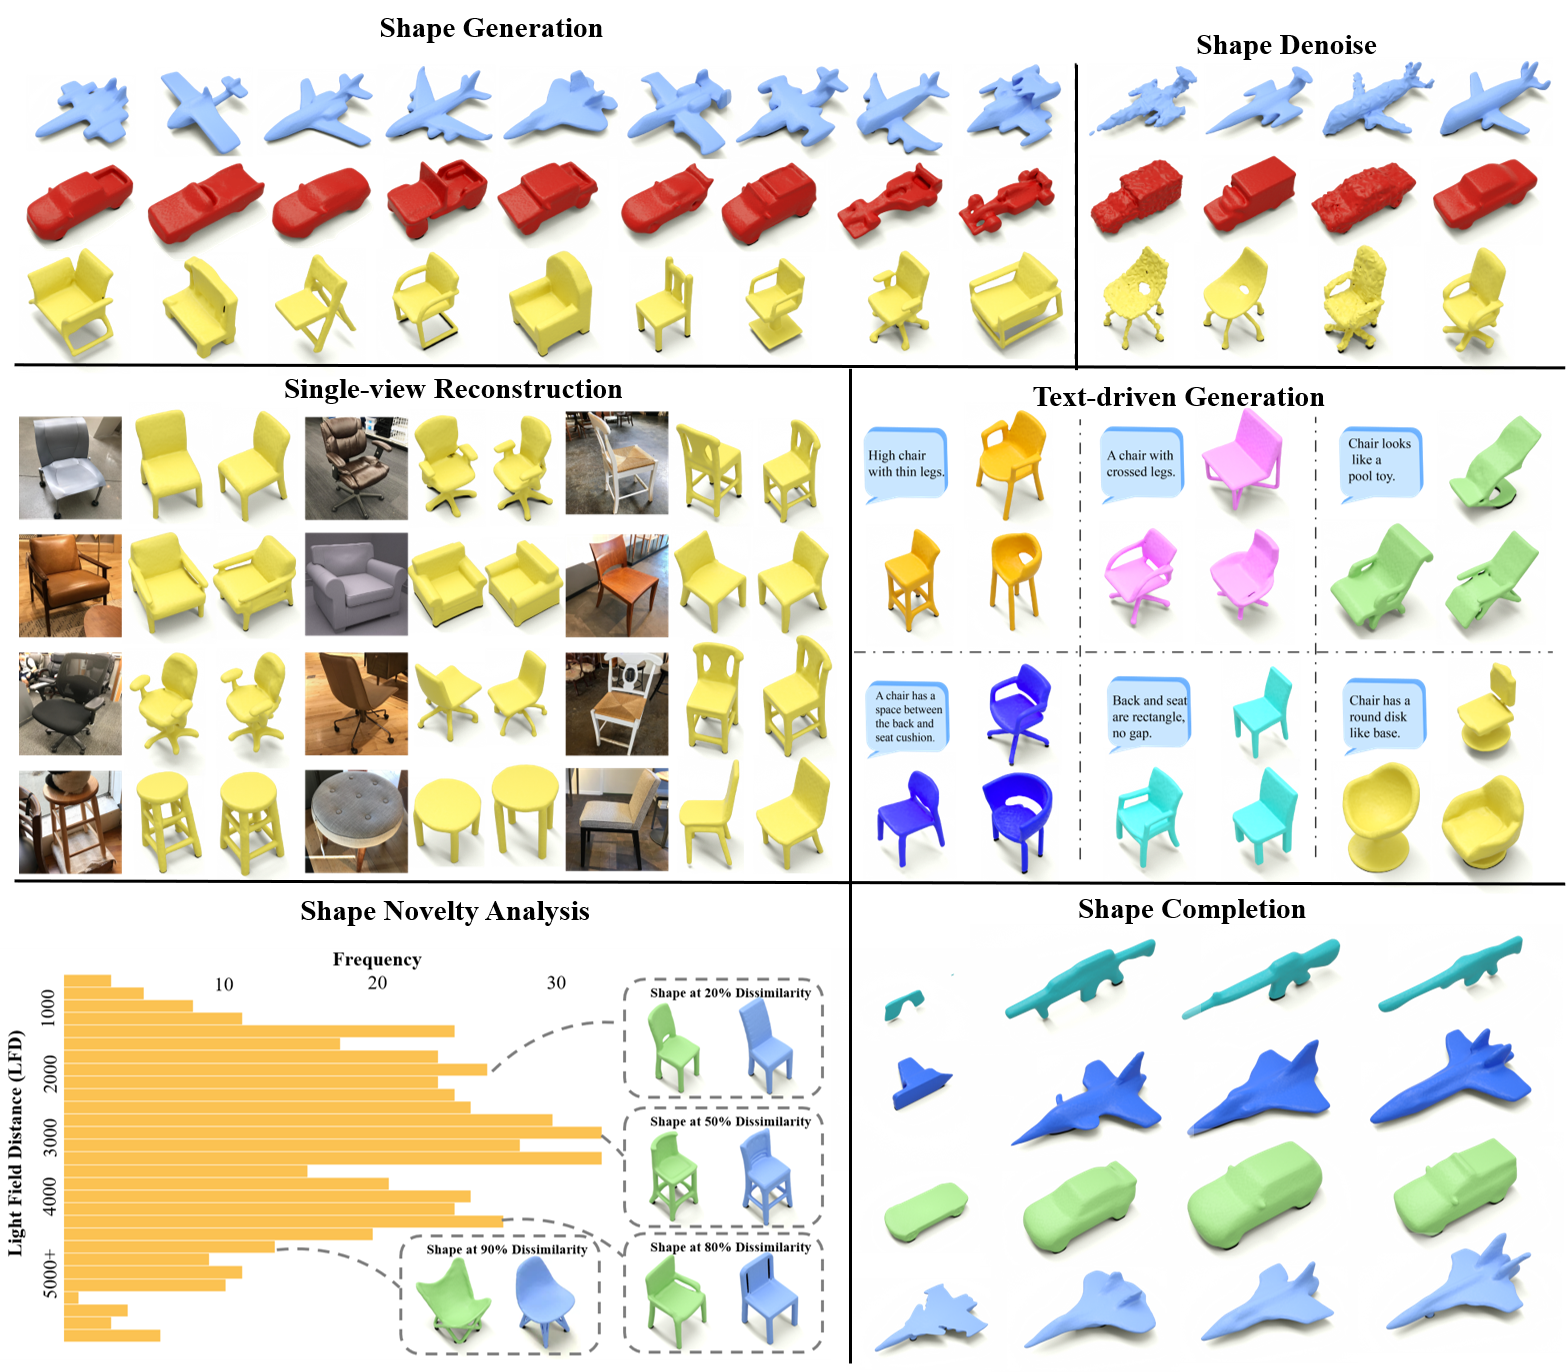 Shape Generation
Shape Denoise
Single-view Reconstruction
Text-driven Generation
High chair
with thin legs.
A chair with
crossed legs.
Chair looks
like a
pool toy.
A chair has a
space between
the back and
seat cushion.
Back and seat
are rectangle,
no gap.
Chair has a
round disk
like base.
Shape Novelty Analysis
Frequency
10
20
30
Light Field Distance (LFD)
1000
2000
3000
4000
5000+
Shape at 20% Dissimilarity
Shape at 50% Dissimilarity
Shape at 90% Dissimilarity
Shape at 80% Dissimilarity
Shape Completion